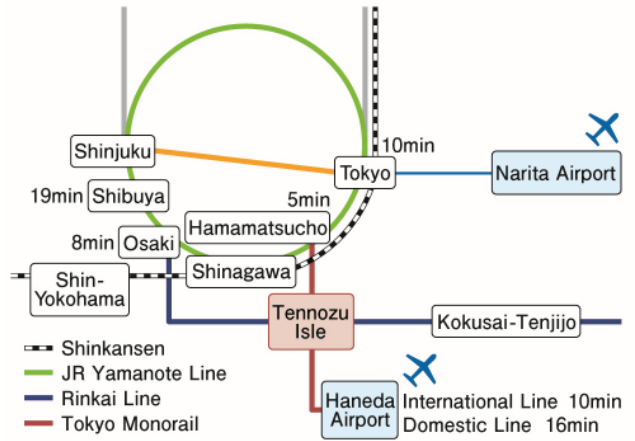 10min
Shinjuku
Tokyo
Narita Airport
19min
Shibuya
5min
Hamamatsucho
8min
Osaki
Shinagawa
Shin-
Yokohama
Tennozu
Isle
Kokusai-Tenjijo
Shinkansen
JR Yamanote Line
Rinkai Line
Tokyo Monorail
Haneda
Airport
International Line 10min
Domestic Line 16min